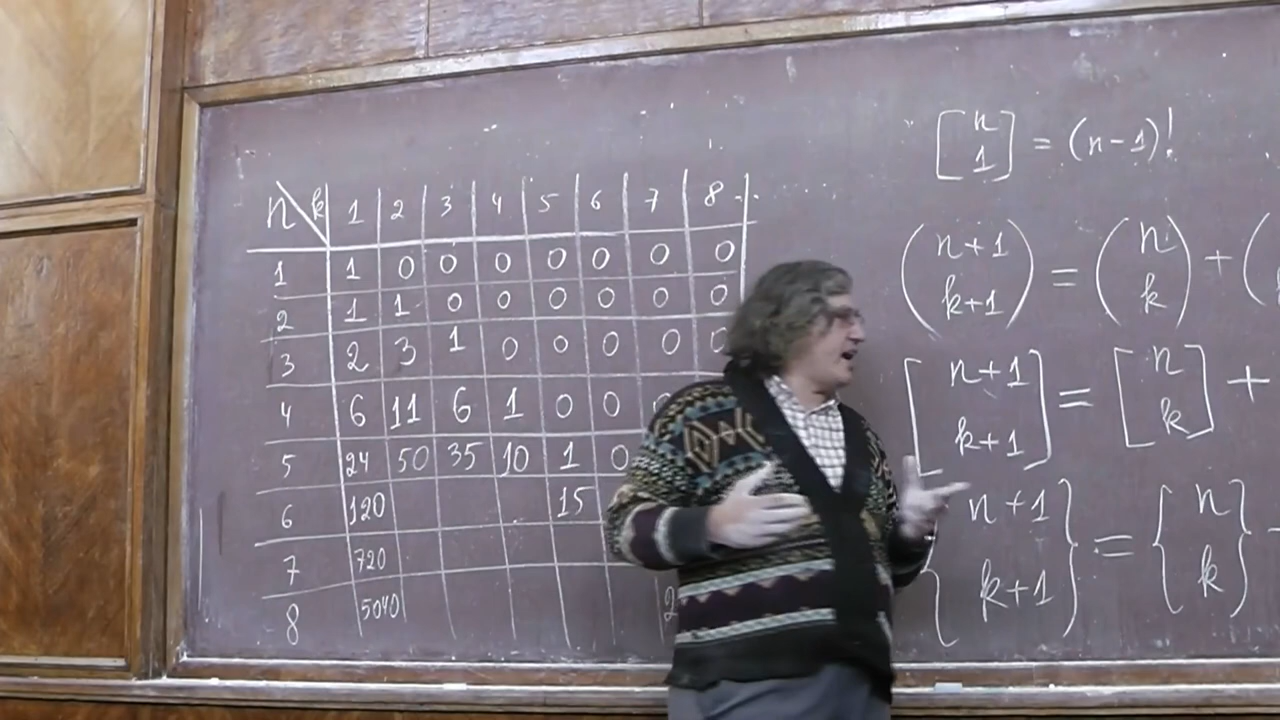 n k 1 2 3 4 5 6 7 8 ...
1 1 0 0 0 0 0 0 0
2 1 1 0 0 0 0 0 0
3 2 3 1 0 0 0 0 0
4 6 11 6 1 0 0
5 24 50 35 10 1 0
6 120 15
7 720
8 5040 2
[n 1] = (n-1)!
(n+1 k+1) = (n k) + (
[n+1 k+1] = [n k] +
{n+1 k+1} = {n k}